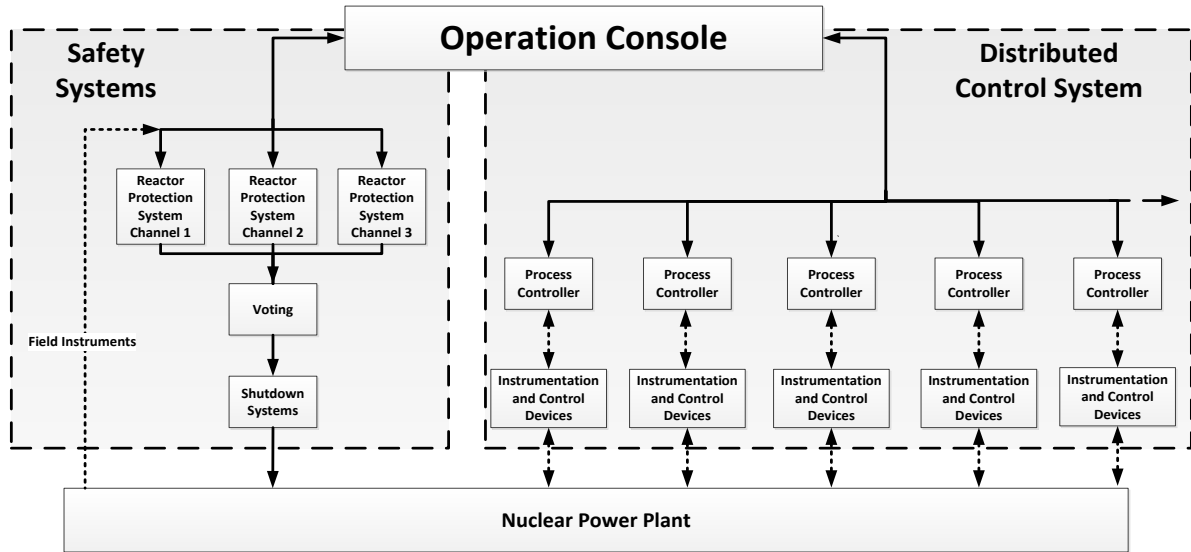 Operation Console
Safety
Systems
Distributed
Control System
Reactor
Protection
System
Channel 1
Reactor
Protection
System
Channel 2
Reactor
Protection
System
Channel 3
Voting
Field Instruments
Shutdown
Systems
Process
Controller
Process
Controller
Process
Controller
Process
Controller
Process
Controller
Instrumentation
and Control
Devices
Instrumentation
and Control
Devices
Instrumentation
and Control
Devices
Instrumentation
and Control
Devices
Instrumentation
and Control
Devices
Nuclear Power Plant